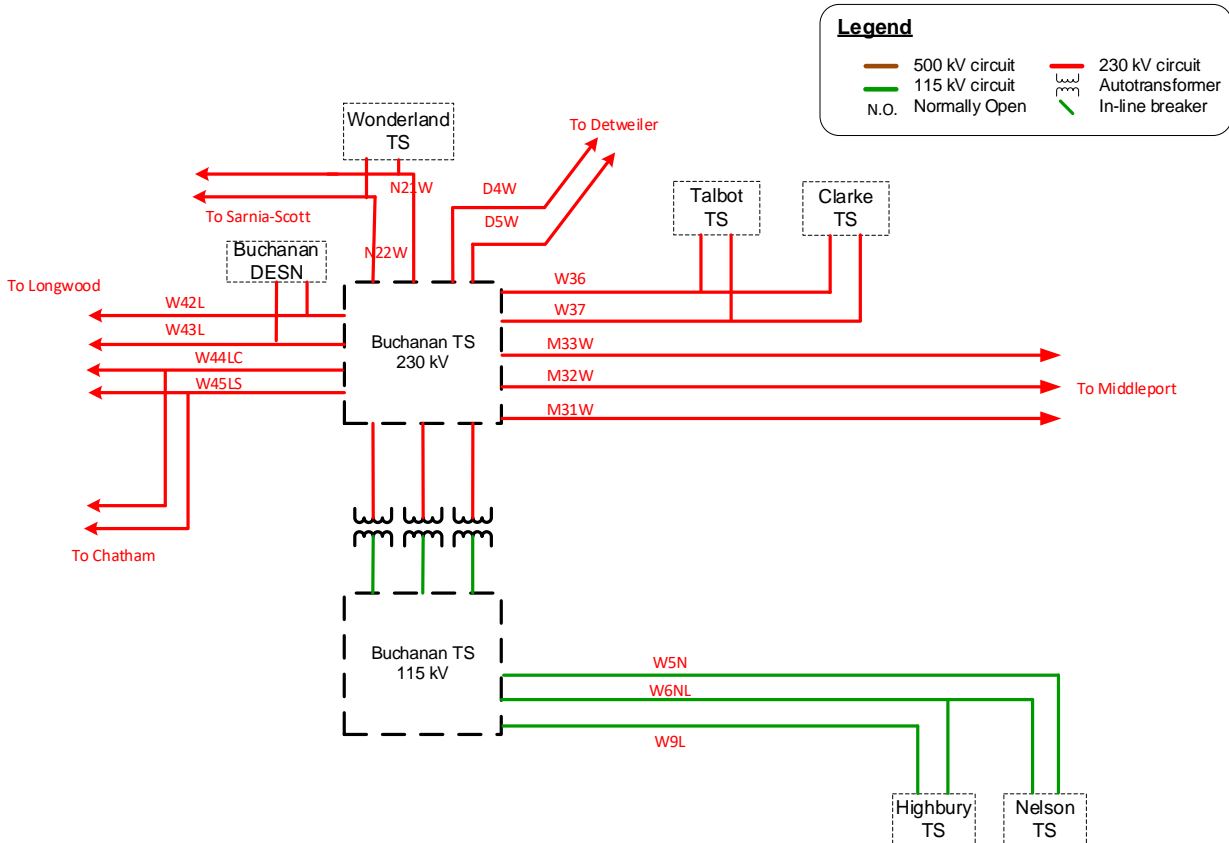 Legend
500 kV circuit
230 kV circuit
115 kV circuit
Autotransformer
N.O. Normally Open
In-line breaker
Wonderland
TS
To Detweiler
N21W
D4W
D5W
To Sarnia-Scott
N22W
Talbot
TS
Clarke
TS
Buchanan
DESN
To Longwood
W42L
W43L
W44LC
W45LS
Buchanan TS
230 kV
W36
W37
M33W
M32W
M31W
To Middleport
To Chatham
Buchanan TS
115 kV
W5N
W6NL
W9L
Highbury
TS
Nelson
TS